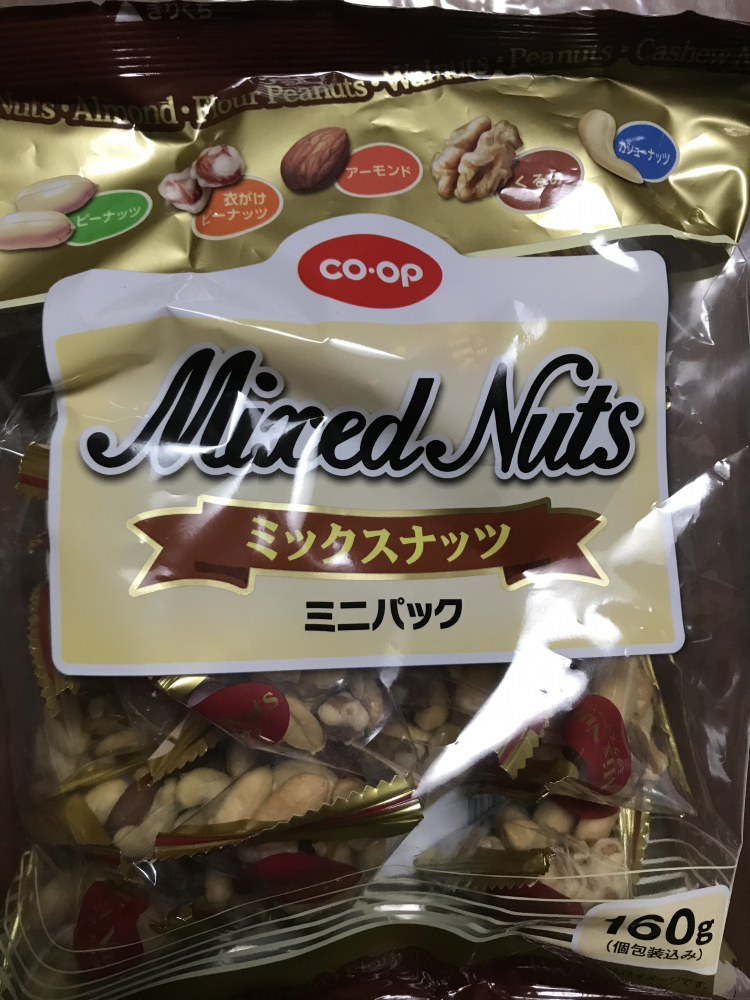 きりくち
Nuts・Almond・Flour Peanuts・Walnuts・Peanuts・Cashew N
ピーナッツ
衣がけ
ピーナッツ
アーモンド
くるみ
カシューナッツ
CO・OP
Mixed Nuts
ミックスナッツ
ミニパック
160g
(個包装込み)